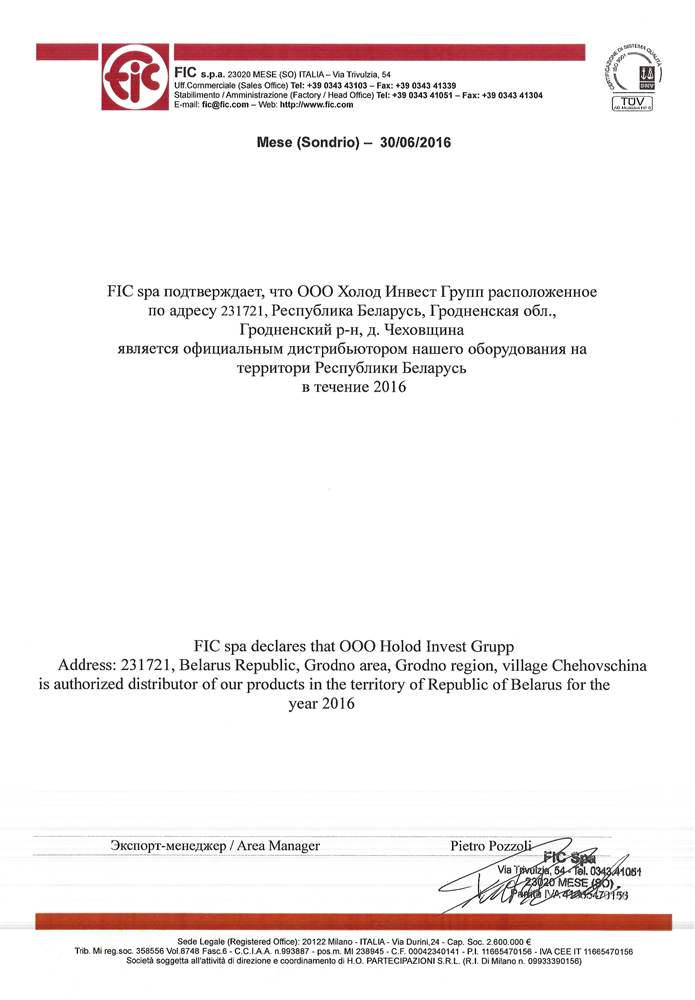 fic
FIC s.p.a. 23020 MESE (SO) ITALIA – Via Trivulzia, 54
Uff.Commerciale (Sales Office) Tel: +39 0343 43103 – Fax: +39 0343 41339
Stabilimento / Amministrazione (Factory / Head Office) Tel: +39 0343 41051 – Fax: +39 0343 41304
E-mail: fic@fic.com – Web: http://www.fic.com
CERTIFICAZIONE DI SISTEMA QUALITÀ
ISO 9001
DNV
TÜV
Mese (Sondrio) – 30/06/2016
FIC spa подтверждает, что ООО Холод Инвест Групп расположенное
по адресу 231721, Республика Беларусь, Гродненская обл.,
Гродненский р-н, д. Чеховщина
является официальным дистрибьютором нашего оборудования на
территори Республики Беларусь
в течение 2016
FIC spa declares that OOO Holod Invest Grupp
Address: 231721, Belarus Republic, Grodno area, Grodno region, village Chehovschina
is authorized distributor of our products in the territory of Republic of Belarus for the
year 2016
Экспорт-менеджер / Area Manager Pietro Pozzoli
FIC Spa
Via Trivulzia, 54 - Tel. 0343.41051
23020 MESE (SO)
Partita IVA
Sede Legale (Registered Office): 20122 Milano - ITALIA - Via Durini,24 - Cap. Soc. 2.600.000 €
Trib. Mi reg.soc. 358556 Vol.8748 Fasc.6 - C.C.I.A.A. n.993887 - pos.m. MI 238945 - C.F. 00042340141 - P.I. 11665470156 - IVA CEE IT 11665470156
Società soggetta all'attività di direzione e coordinamento di H.O. PARTECIPAZIONI S.R.L. (R.I. Di Milano n. 09933390156)